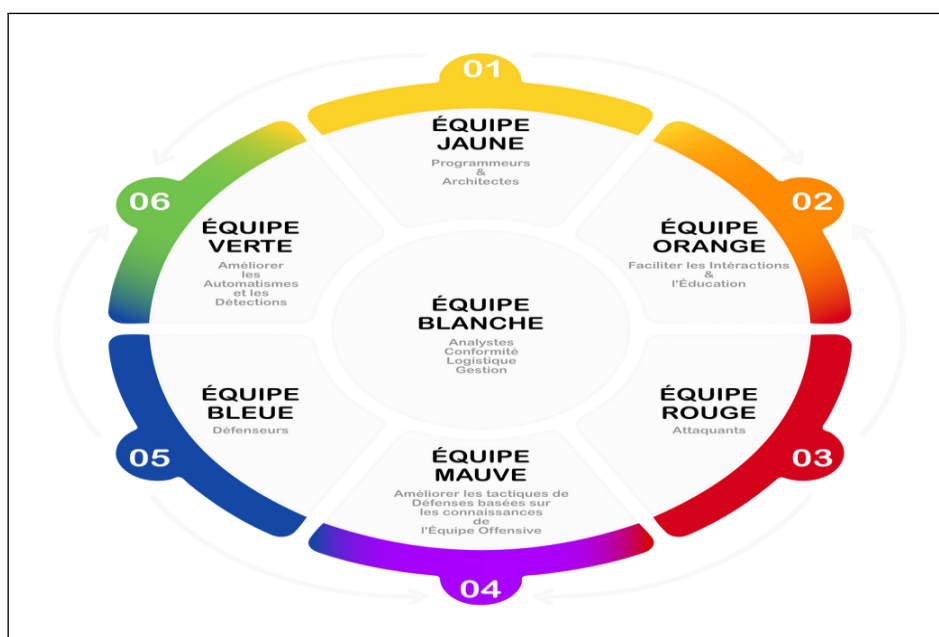 01
ÉQUIPE
JAUNE
Programmeurs
&
Architectes
02
ÉQUIPE
ORANGE
Faciliter les Intéractions
&
l'Éducation
03
ÉQUIPE
ROUGE
Attaquants
04
ÉQUIPE
MAUVE
Améliorer les tactiques de
Défenses basées sur
les connaissances
de
l'Équipe Offensive
05
ÉQUIPE
BLEUE
Défenseurs
06
ÉQUIPE
VERTE
Améliorer
les
Automatismes
et les
Détections
ÉQUIPE
BLANCHE
Analystes
Conformité
Logistique
Gestion